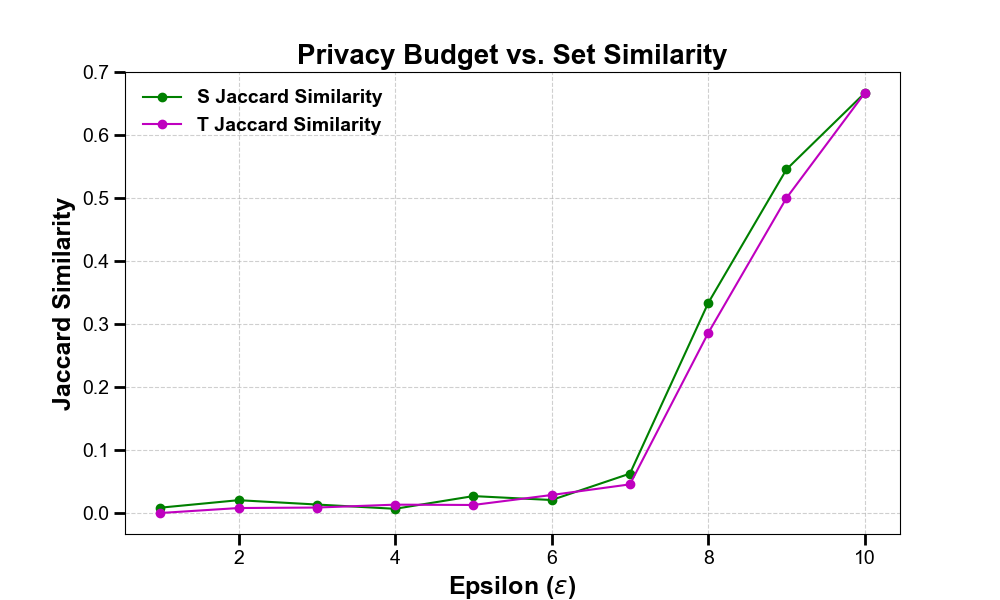 Privacy Budget vs. Set Similarity
S Jaccard Similarity
T Jaccard Similarity
Jaccard Similarity
0.7
0.6
0.5
0.4
0.3
0.2
0.1
0.0
2 4 6 8 10
Epsilon (ε)